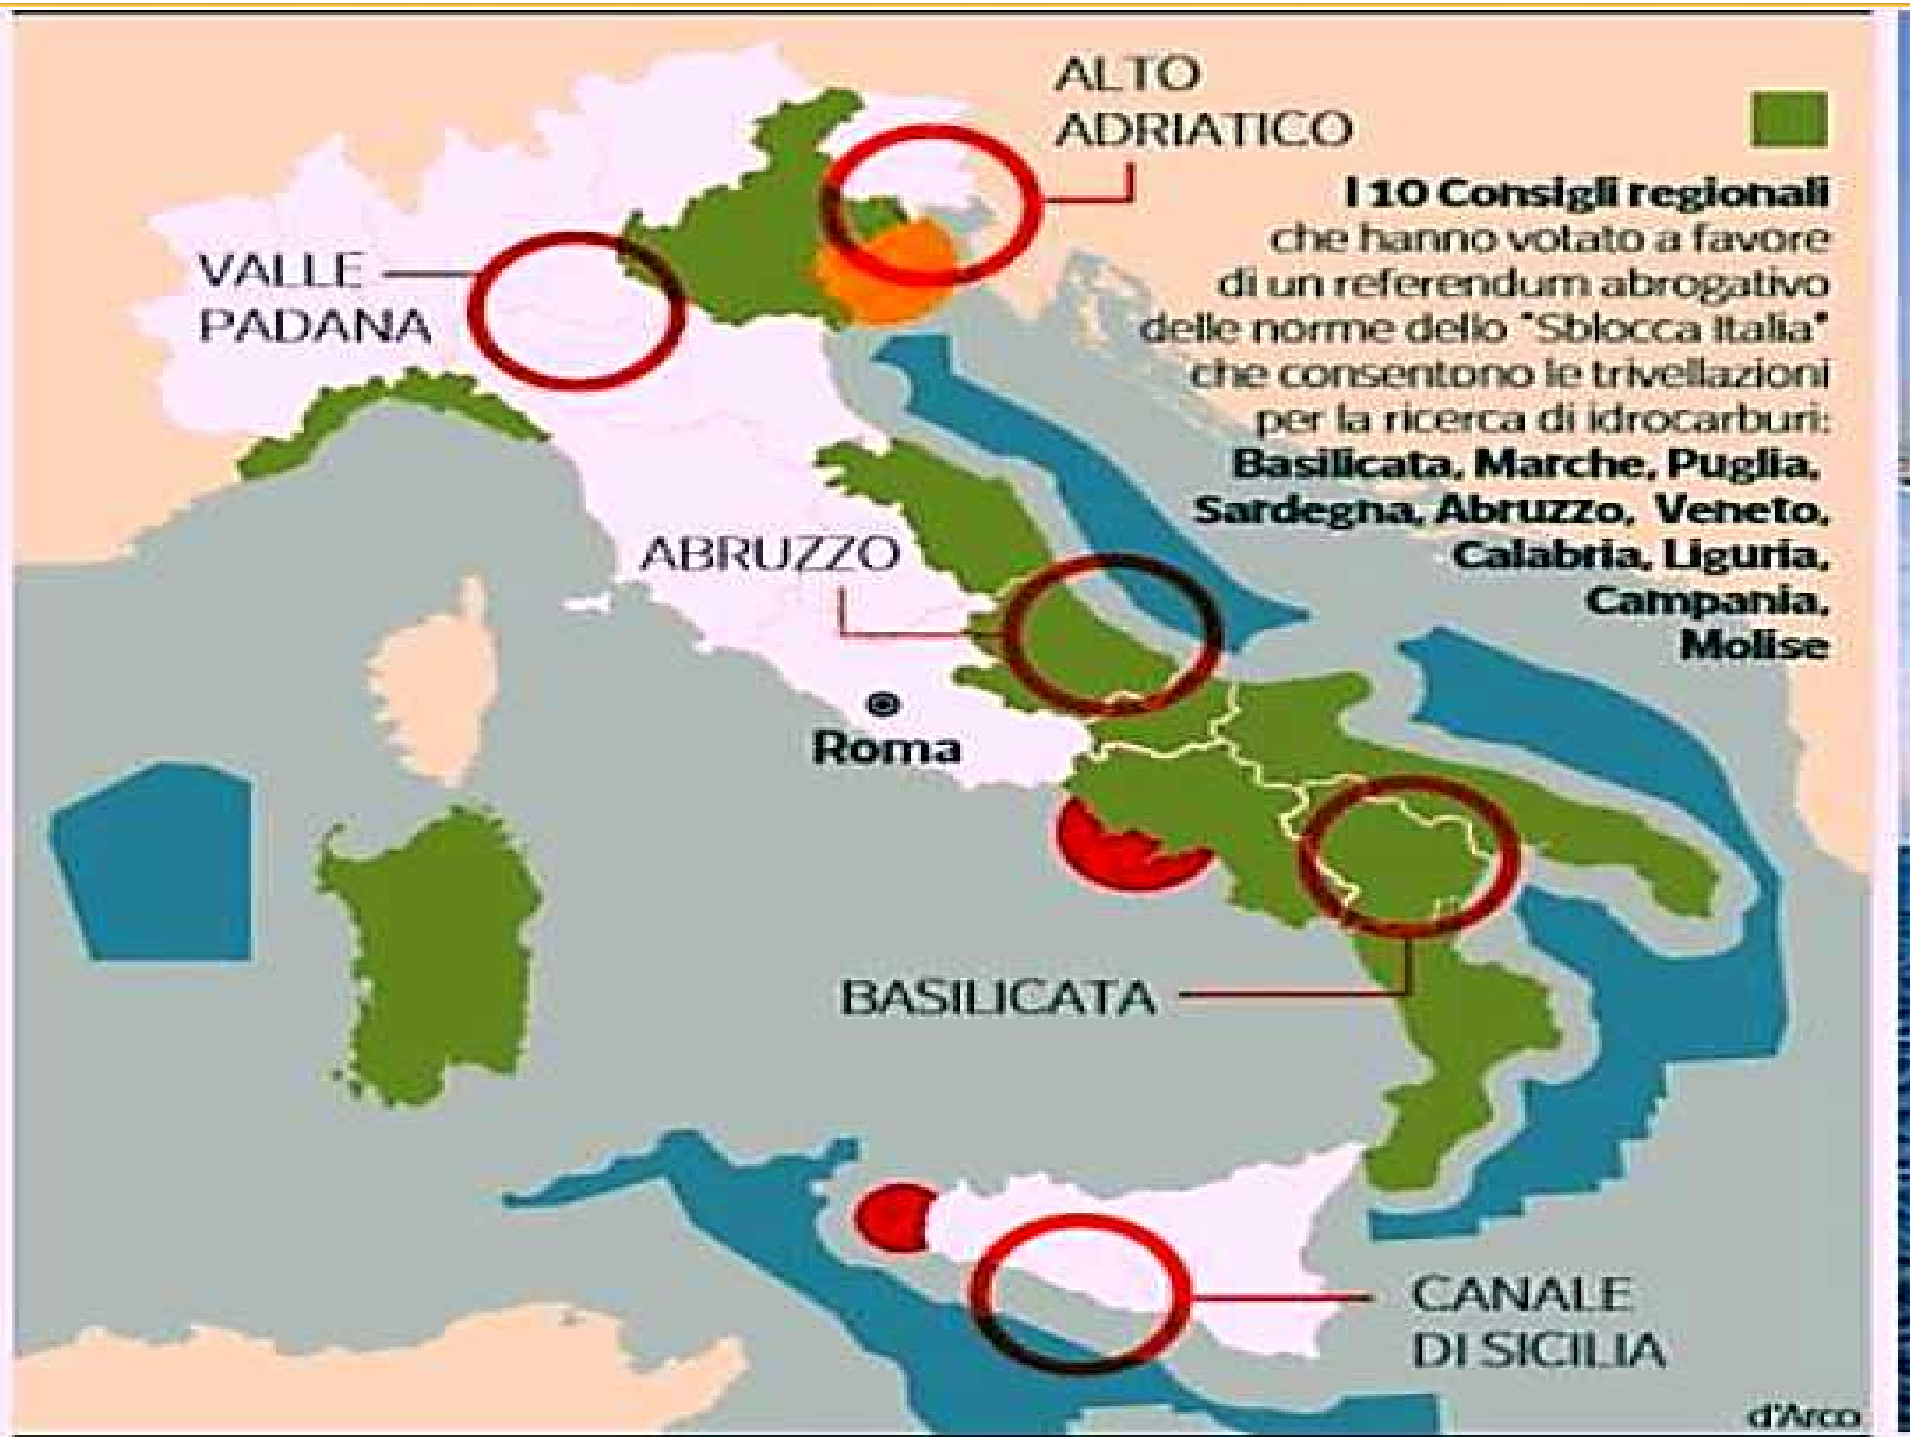 ALTO
ADRIATICO
I 10 Consigli regionali
che hanno votato a favore
di un referendum abrogativo
delle norme dello "Sblocca Italia"
che consentono le trivellazioni
per la ricerca di idrocarburi:
Basilicata, Marche, Puglia,
Sardegna, Abruzzo, Veneto,
Calabria, Liguria,
Campania,
Molise
VALLE
PADANA
ABRUZZO
Roma
BASILICATA
CANALE
DI SICILIA
d'Arco